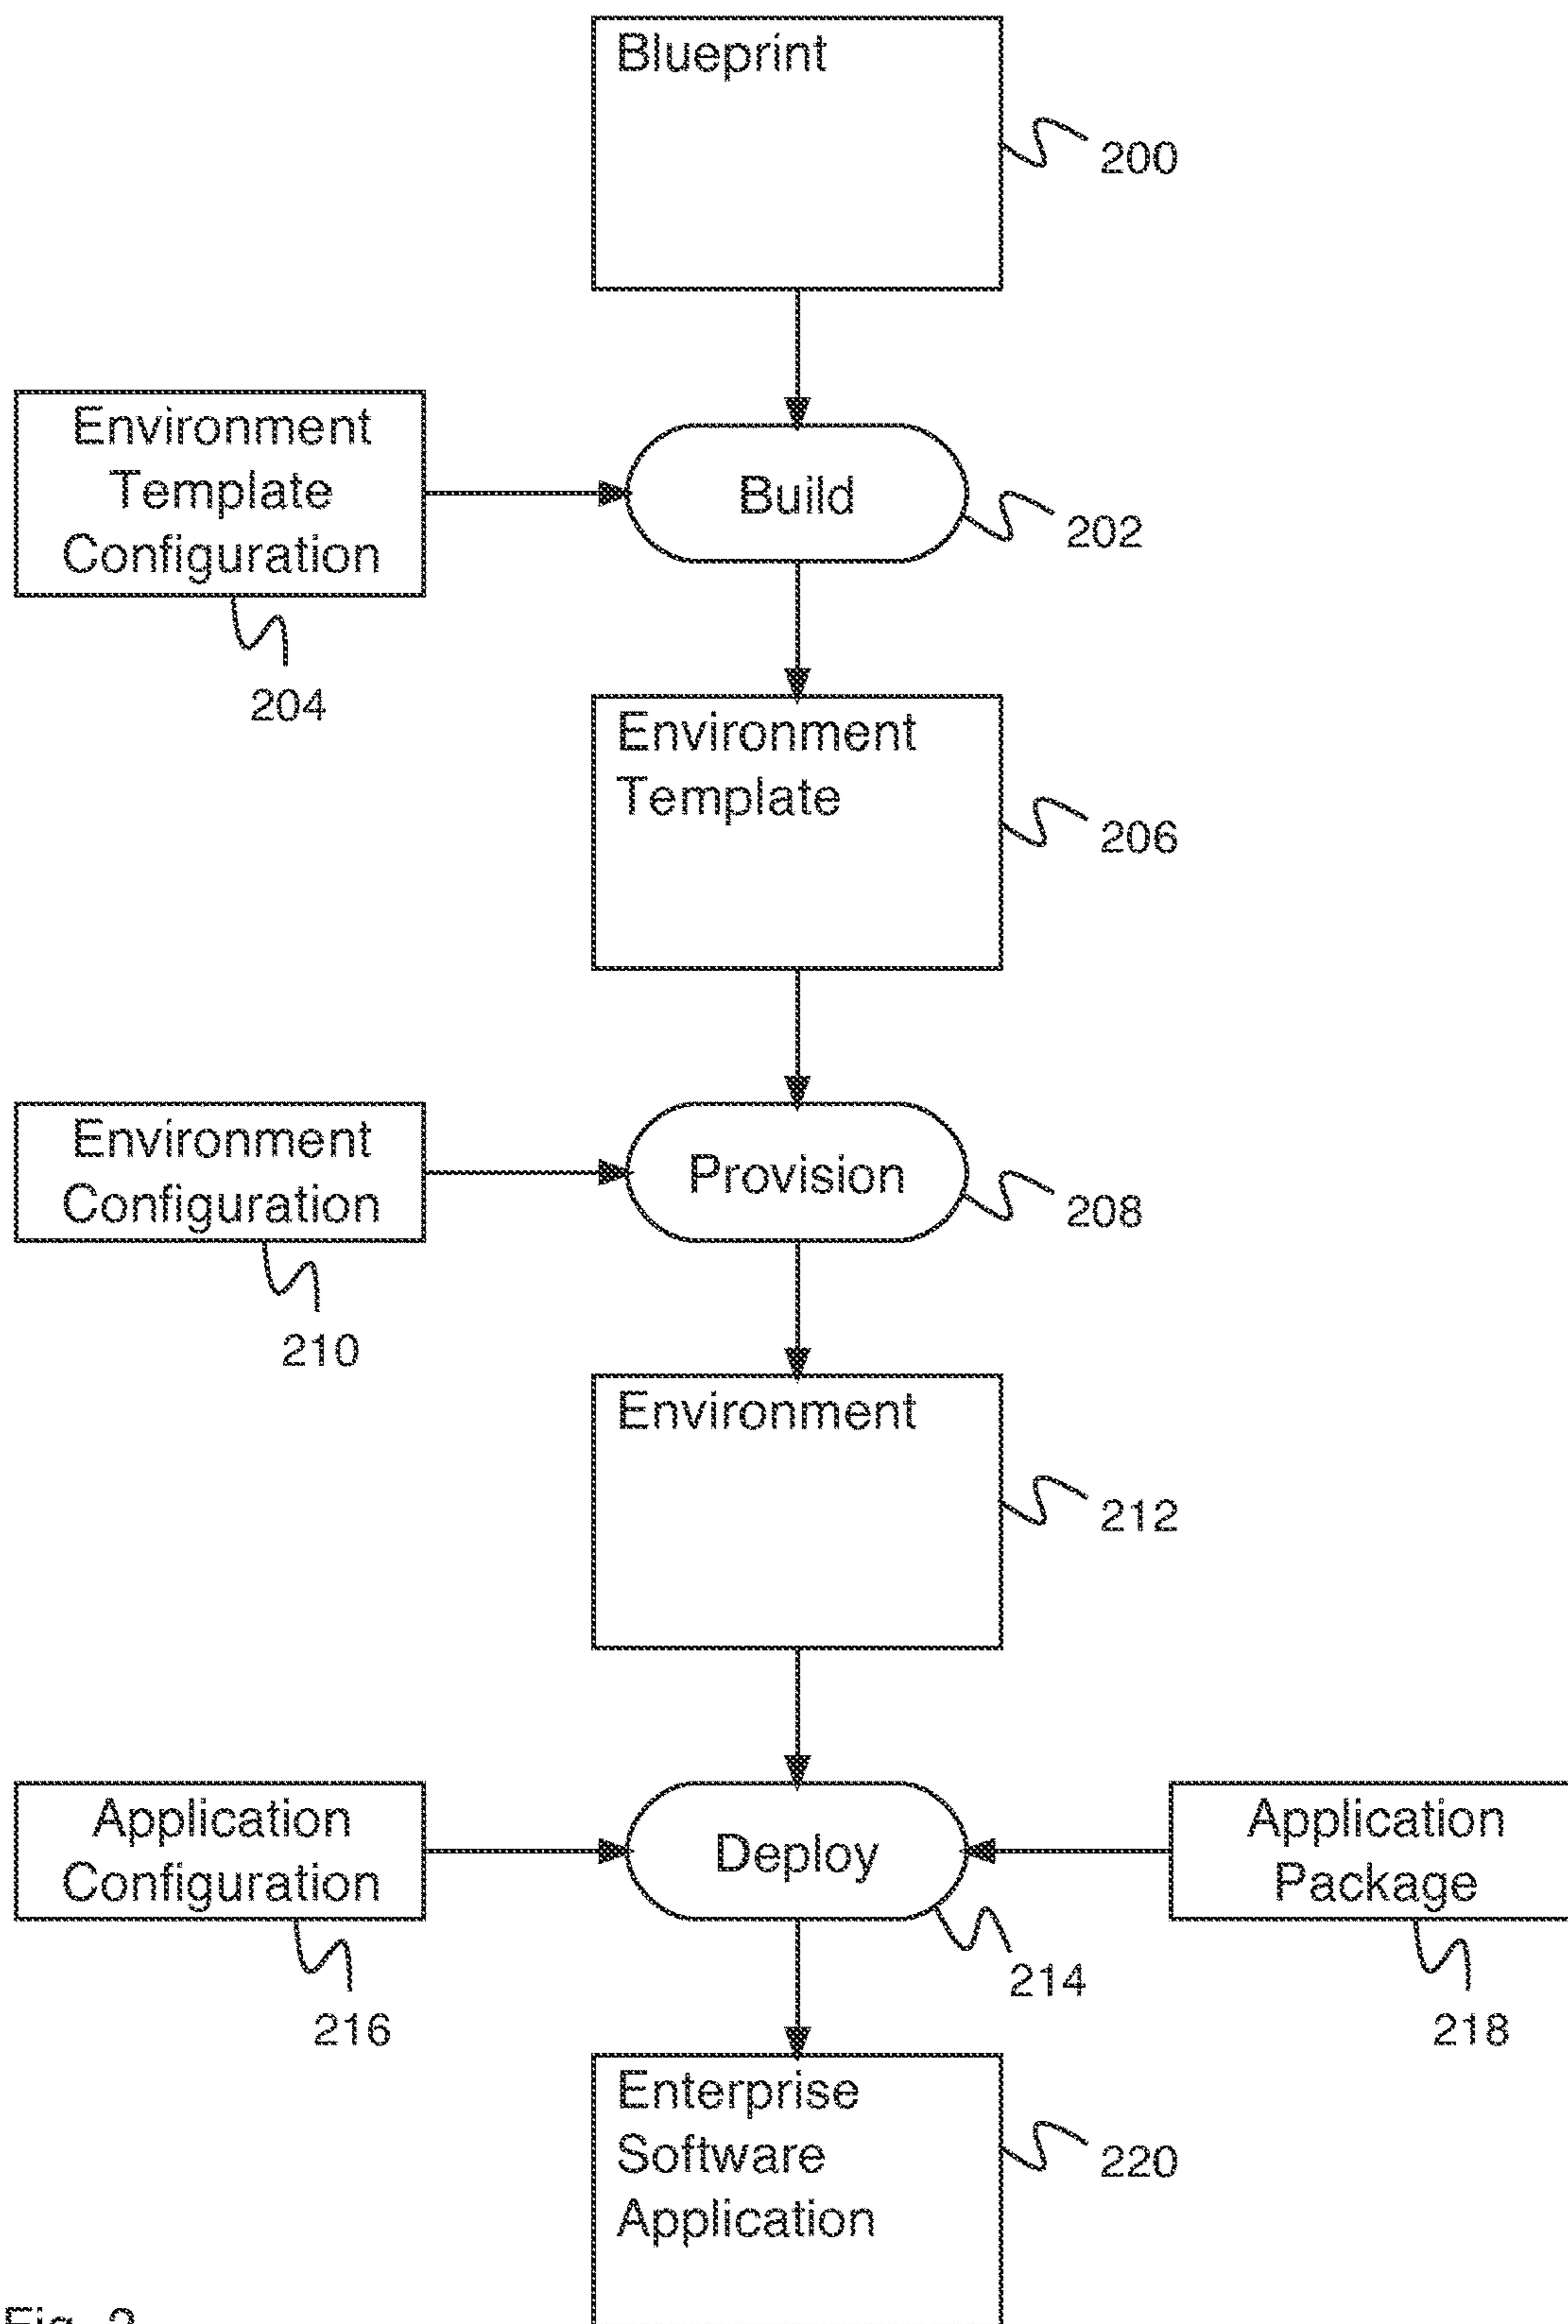 Blueprint
200
Environment
Template
Configuration
204
Build
202
Environment
Template
206
Environment
Configuration
210
Provision
208
Environment
212
Application
Configuration
216
Deploy
214
Application
Package
218
Enterprise
Software
Application
220